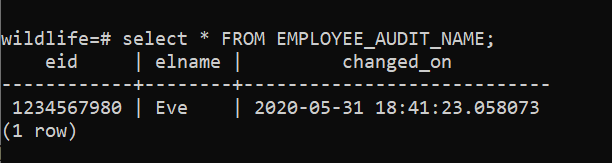 wildlife=# select * FROM EMPLOYEE_AUDIT_NAME;
eid | elname | changed_on
------------+--------+----------------------------
1234567980 | Eve | 2020-05-31 18:41:23.058073
(1 row)